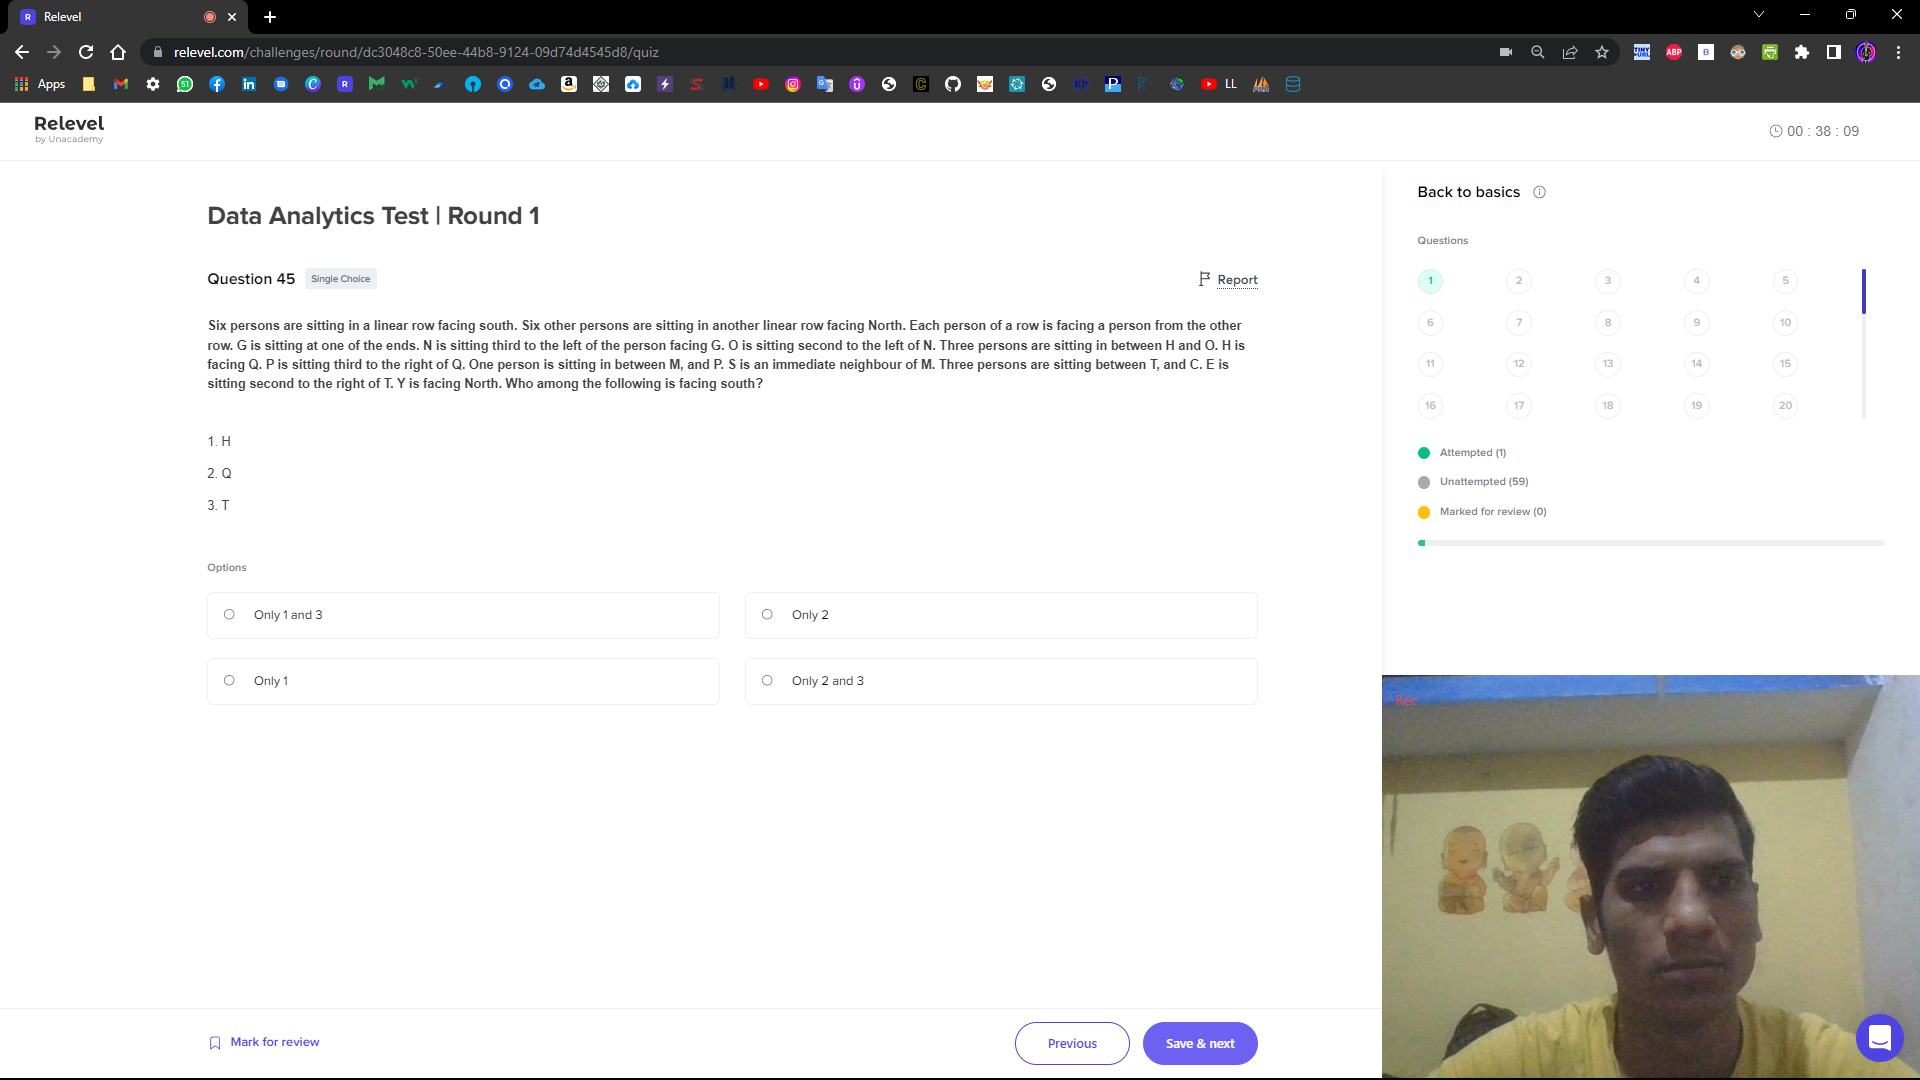 Relevel
relevel.com/challenges/round/dc3048c8-50ee-44b8-9124-09d74d4545d8/quiz
Apps
LL
Relevel
by Unacademy
00 : 38 : 09
Data Analytics Test | Round 1
Question 45
Single Choice
Report
Six persons are sitting in a linear row facing south. Six other persons are sitting in another linear row facing North. Each person of a row is facing a person from the other
row. G is sitting at one of the ends. N is sitting third to the left of the person facing G. O is sitting second to the left of N. Three persons are sitting in between H and O. H is
facing Q. P is sitting third to the right of Q. One person is sitting in between M, and P. S is an immediate neighbour of M. Three persons are sitting between T, and C. E is
sitting second to the right of T. Y is facing North. Who among the following is facing south?
1. H
2. Q
3. T
Options
Only 1 and 3
Only 2
Only 1
Only 2 and 3
Mark for review
Previous
Save & next
Back to basics
Questions
1 2 3 4 5
6 7 8 9 10
11 12 13 14 15
16 17 18 19 20
Attempted (1)
Unattempted (59)
Marked for review (0)
Rec